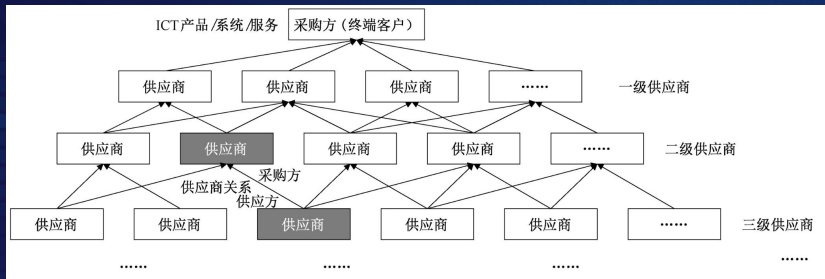 ICT产品/系统/服务 采购方（终端客户）
供应商 供应商 供应商 …… 一级供应商
供应商 供应商 供应商 供应商 …… 二级供应商
采购方
供应商关系
供应方
供应商 供应商 供应商 供应商 供应商 …… 三级供应商
…… …… …… ……